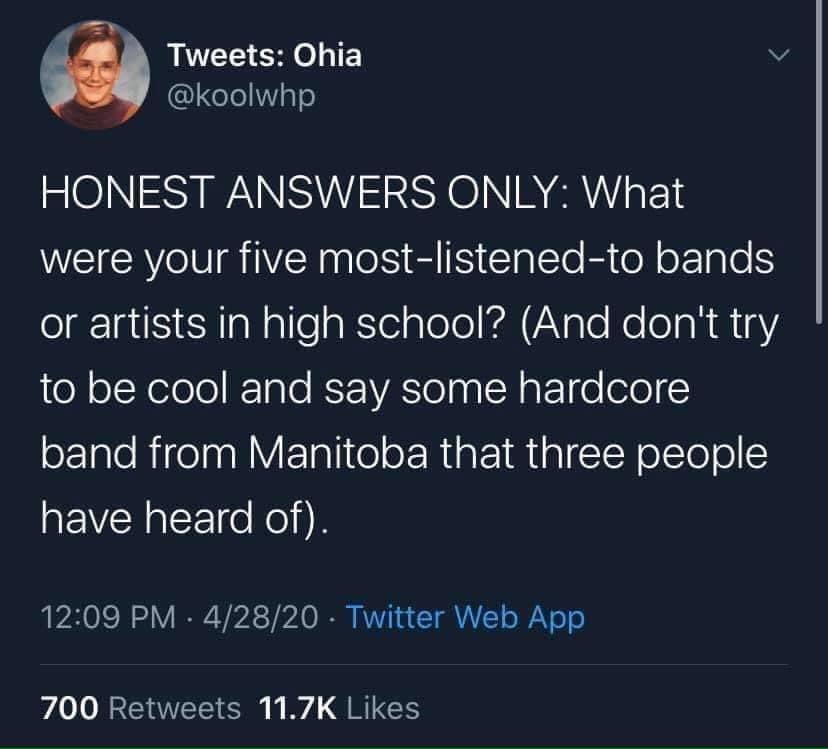 Tweets: Ohia
@koolwhp
HONEST ANSWERS ONLY: What
were your five most-listened-to bands
or artists in high school? (And don't try
to be cool and say some hardcore
band from Manitoba that three people
have heard of).
12:09 PM · 4/28/20 · Twitter Web App
700 Retweets 11.7K Likes